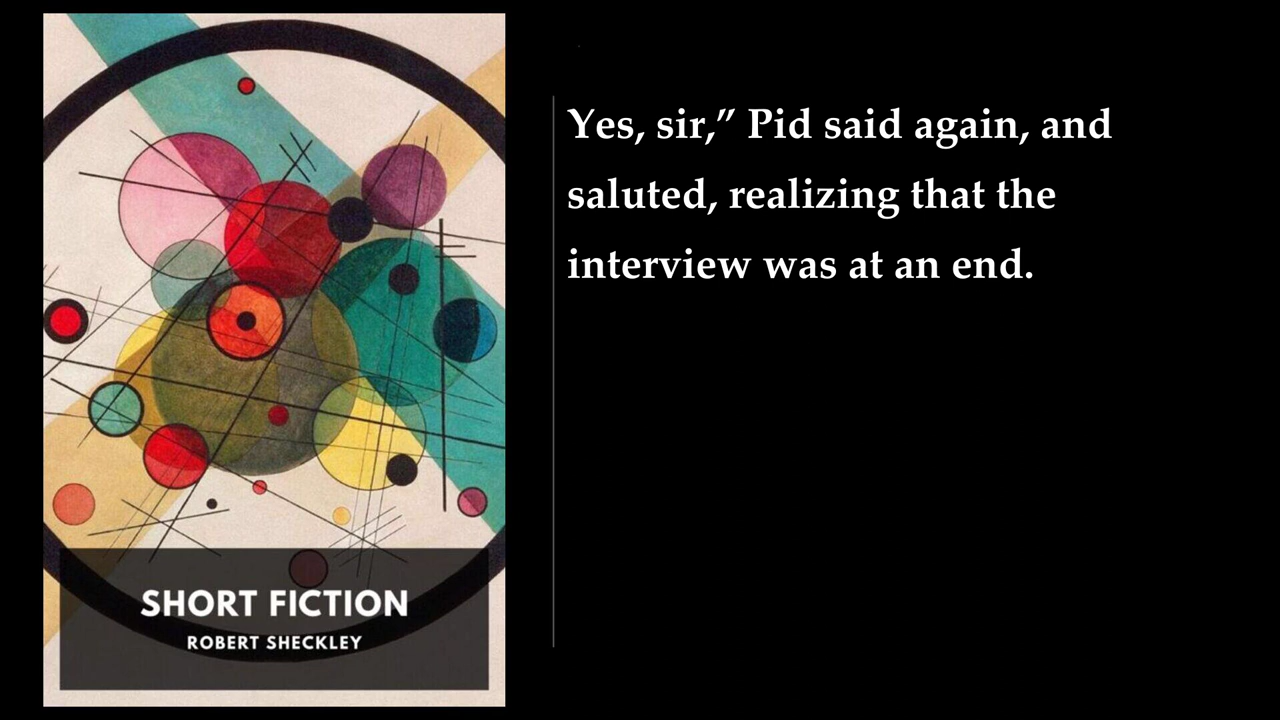 Yes, sir,” Pid said again, and
saluted, realizing that the
interview was at an end.
SHORT FICTION
ROBERT SHECKLEY